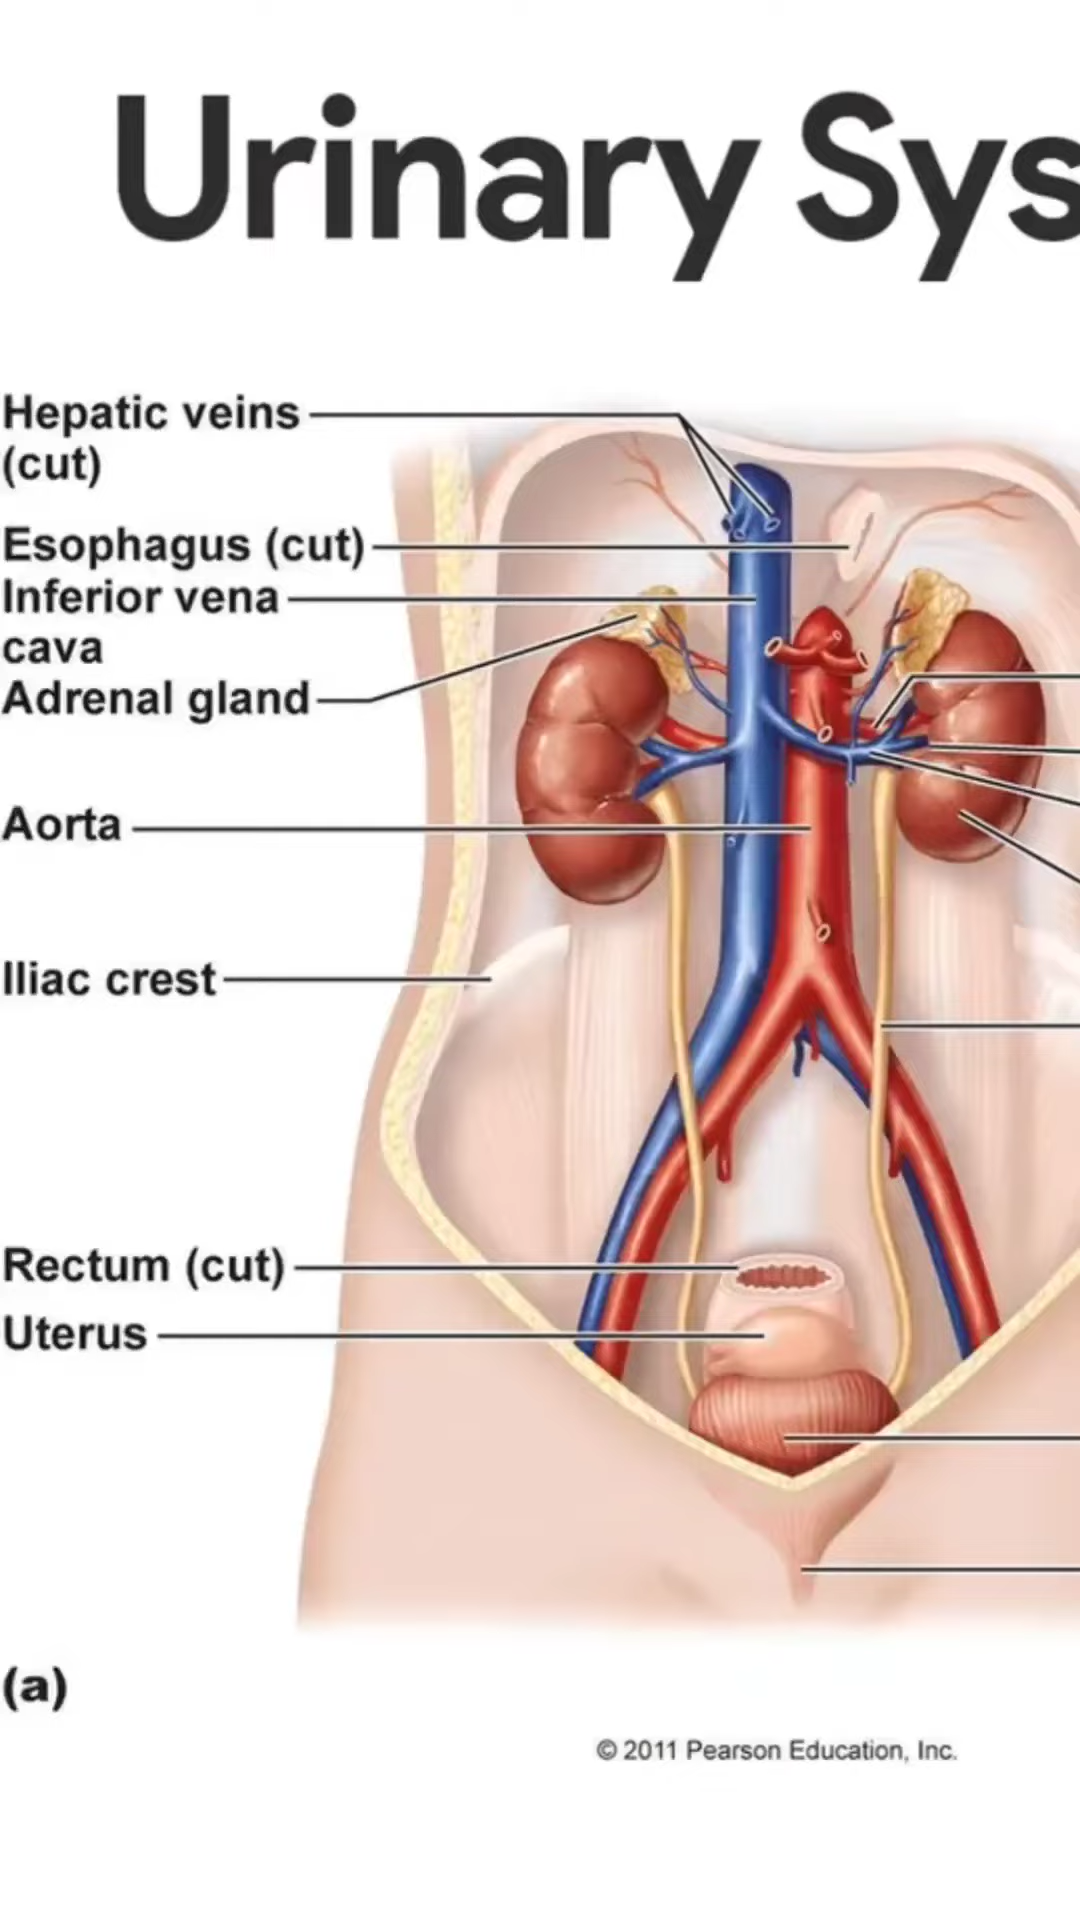 Urinary Sys
Hepatic veins
(cut)
Esophagus (cut)
Inferior vena
cava
Adrenal gland
Aorta
Iliac crest
Rectum (cut)
Uterus
(a)
© 2011 Pearson Education, Inc.